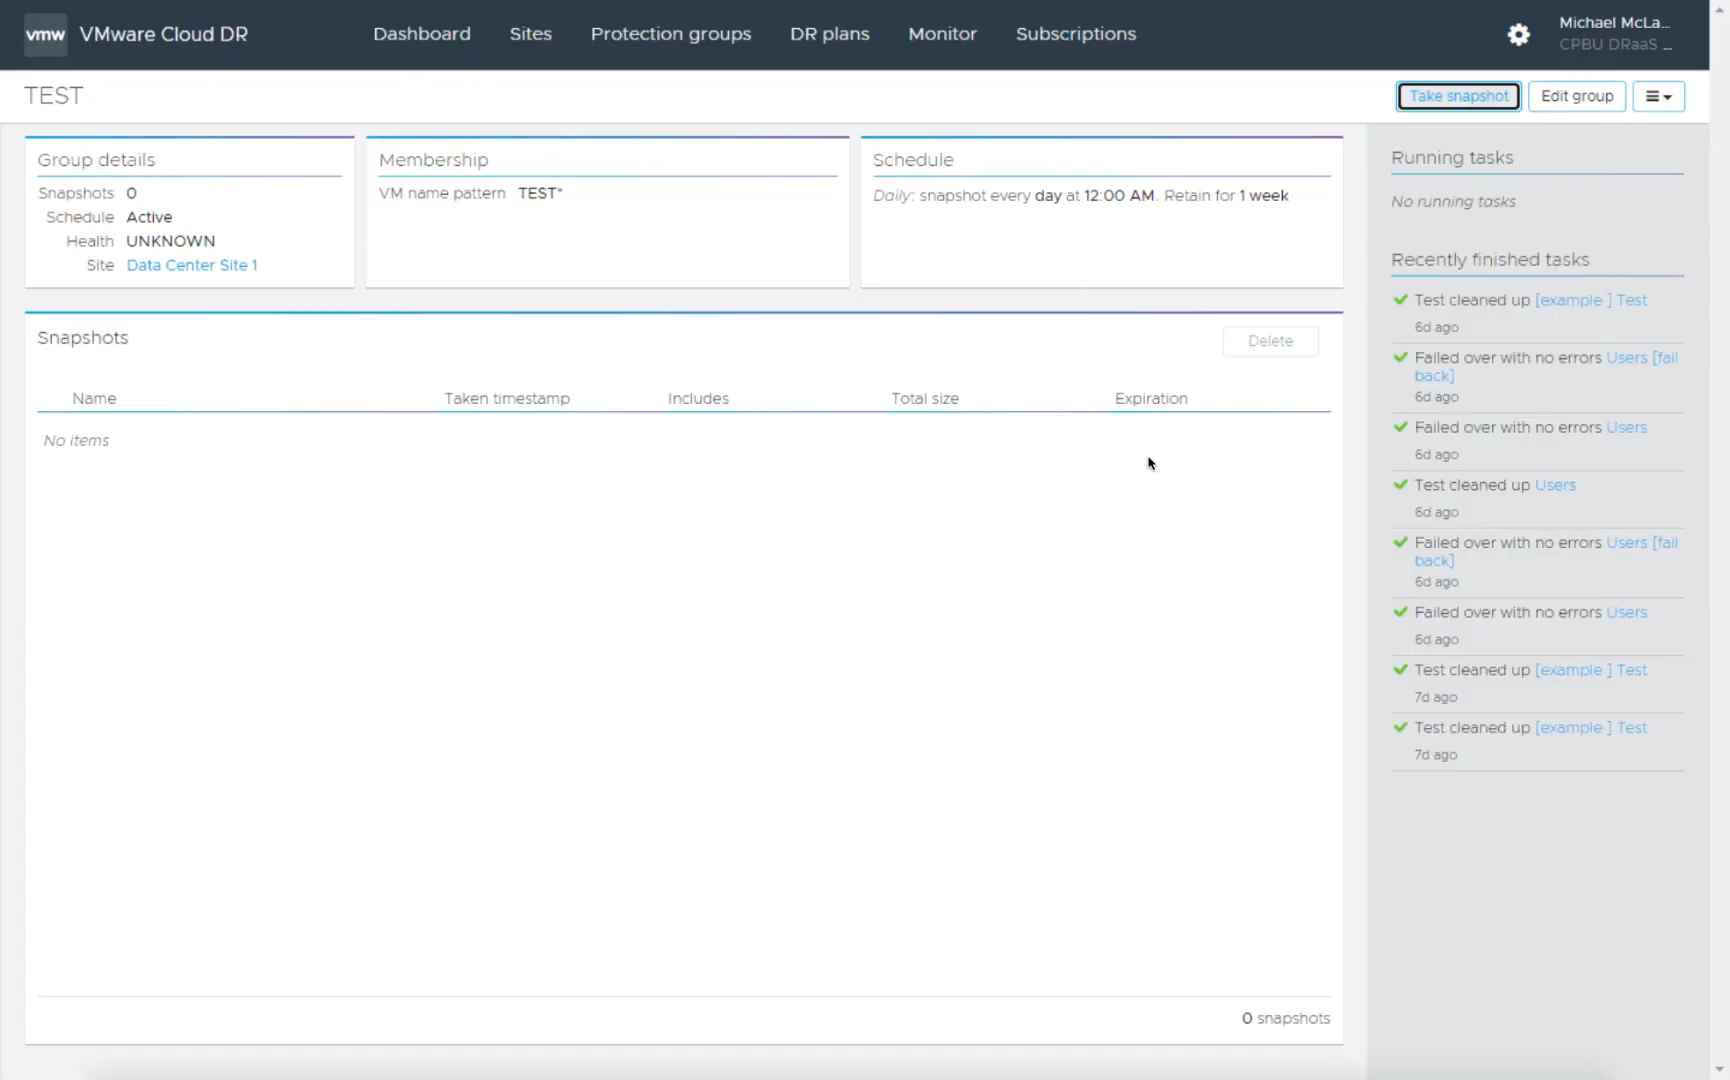 vmw VMware Cloud DR Dashboard Sites Protection groups DR plans Monitor Subscriptions Michael McLa...
CPBU DRaaS ...
TEST Take snapshot Edit group
Group details
Snapshots 0
Schedule Active
Health UNKNOWN
Site Data Center Site 1
Membership
VM name pattern TEST*
Schedule
Daily: snapshot every day at 12:00 AM. Retain for 1 week
Snapshots Delete
Name Taken timestamp Includes Total size Expiration
No items
0 snapshots
Running tasks
No running tasks
Recently finished tasks
Test cleaned up [example ] Test
6d ago
Failed over with no errors Users [fail
back]
6d ago
Failed over with no errors Users
6d ago
Test cleaned up Users
6d ago
Failed over with no errors Users [fail
back]
6d ago
Failed over with no errors Users
6d ago
Test cleaned up [example ] Test
7d ago
Test cleaned up [example ] Test
7d ago